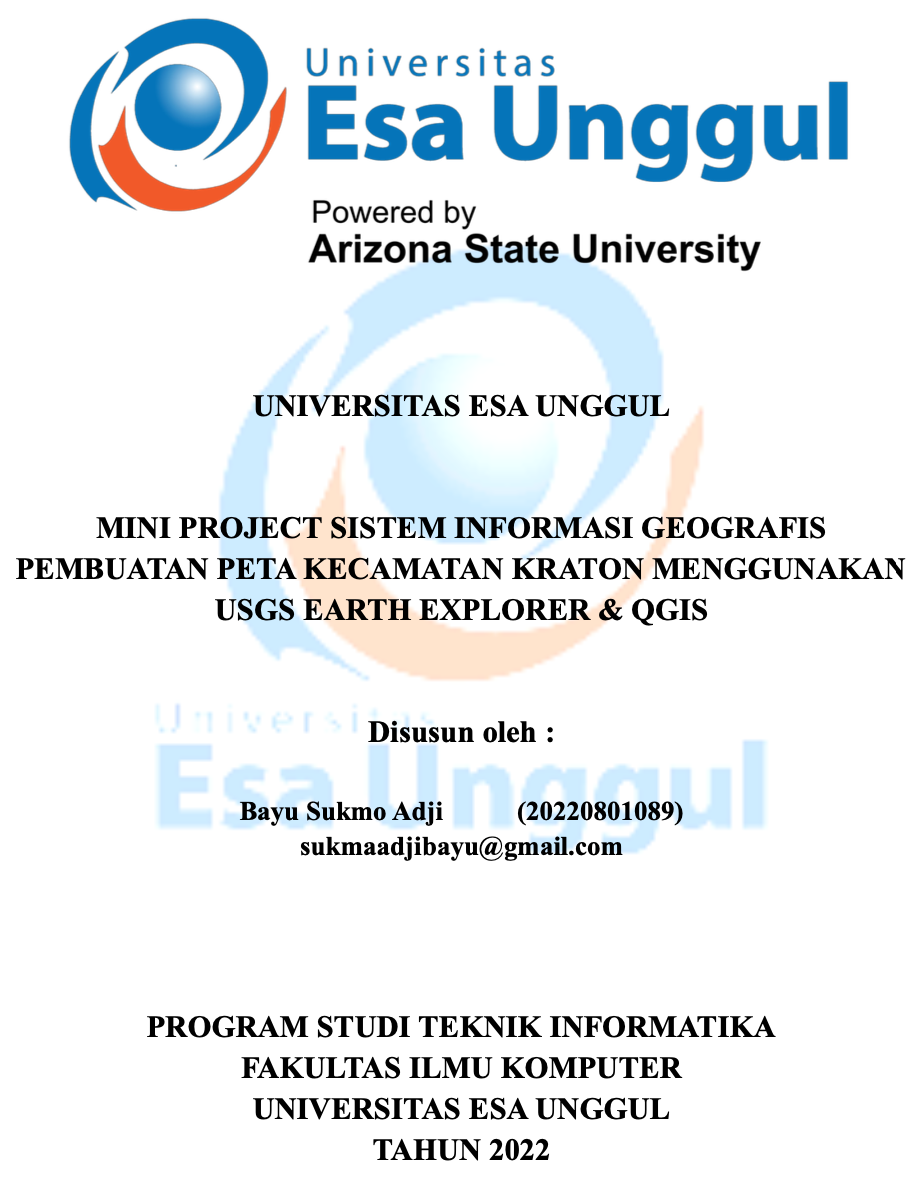 Universitas
Esa Unggul
Powered by
Arizona State University
UNIVERSITAS ESA UNGGUL
MINI PROJECT SISTEM INFORMASI GEOGRAFIS
PEMBUATAN PETA KECAMATAN KRATON MENGGUNAKAN
USGS EARTH EXPLORER & QGIS
Universitas
Disusun oleh :
Esa Unggul
Bayu Sukmo Adji (20220801089)
sukmaadjibayu@gmail.com
PROGRAM STUDI TEKNIK INFORMATIKA
FAKULTAS ILMU KOMPUTER
UNIVERSITAS ESA UNGGUL
TAHUN 2022